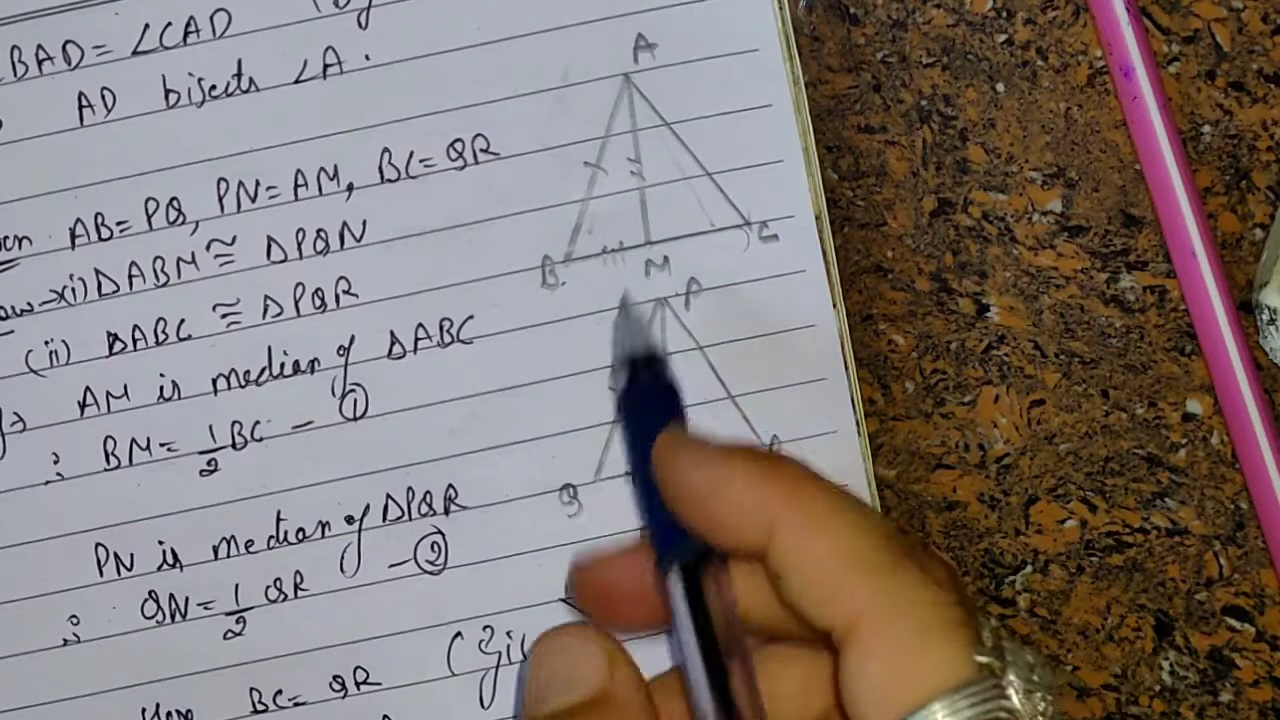 BAD = ∠CAD
AD bisects ∠A.
AB = PQ, PN = AM, BC = QR
(i) ΔABM ≅ ΔPQN
(ii) ΔABC ≅ ΔPQR
AM is median of ΔABC
∴ BM = 1/2 BC - ①
PN is median of ΔPQR
∴ QN = 1/2 QR - ②
BC = QR
A
B
M
C
P
Q